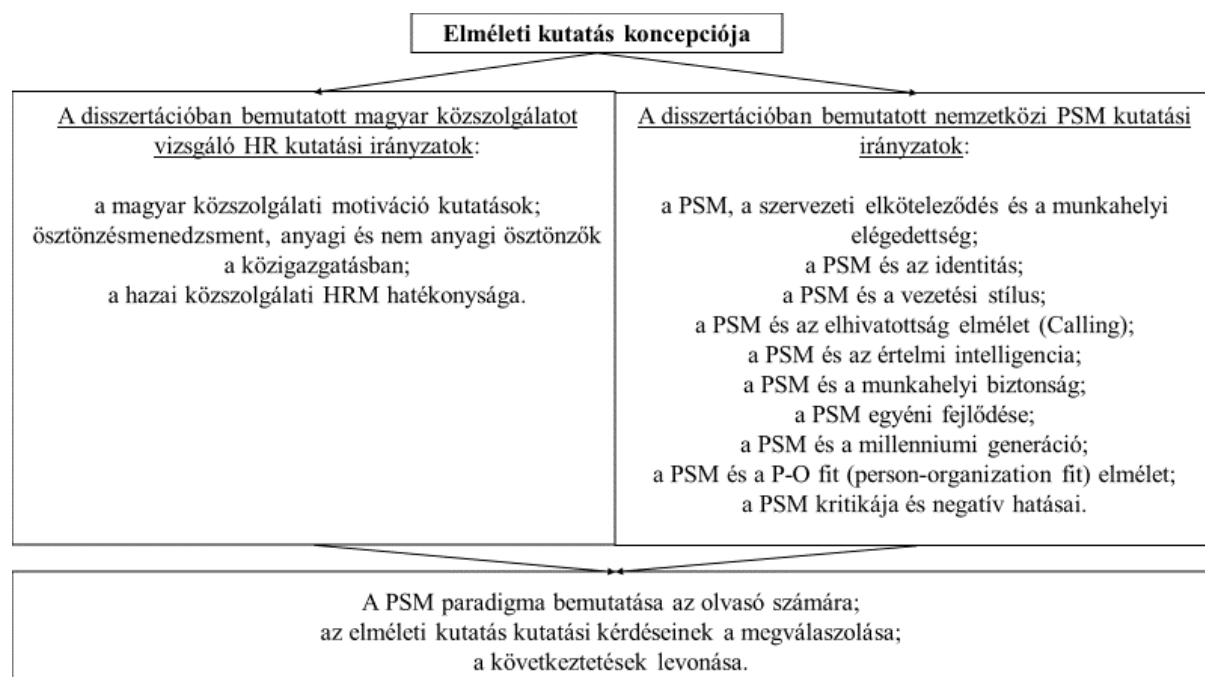 Elméleti kutatás koncepciója
A disszertációban bemutatott magyar közszolgálatot
vizsgáló HR kutatási irányzatok:
a magyar közszolgálati motiváció kutatások;
ösztönzésmenedzsment, anyagi és nem anyagi ösztönzők
a közigazgatásban;
a hazai közszolgálati HRM hatékonysága.
A disszertációban bemutatott nemzetközi PSM kutatási
irányzatok:
a PSM, a szervezeti elköteleződés és a munkahelyi
elégedettség;
a PSM és az identitás;
a PSM és a vezetési stílus;
a PSM és az elhivatottság elmélet (Calling);
a PSM és az értelmi intelligencia;
a PSM és a munkahelyi biztonság;
a PSM egyéni fejlődése;
a PSM és a millenniumi generáció;
a PSM és a P-O fit (person-organization fit) elmélet;
a PSM kritikája és negatív hatásai.
A PSM paradigma bemutatása az olvasó számára;
az elméleti kutatás kutatási kérdéseinek a megválaszolása;
a következtetések levonása.